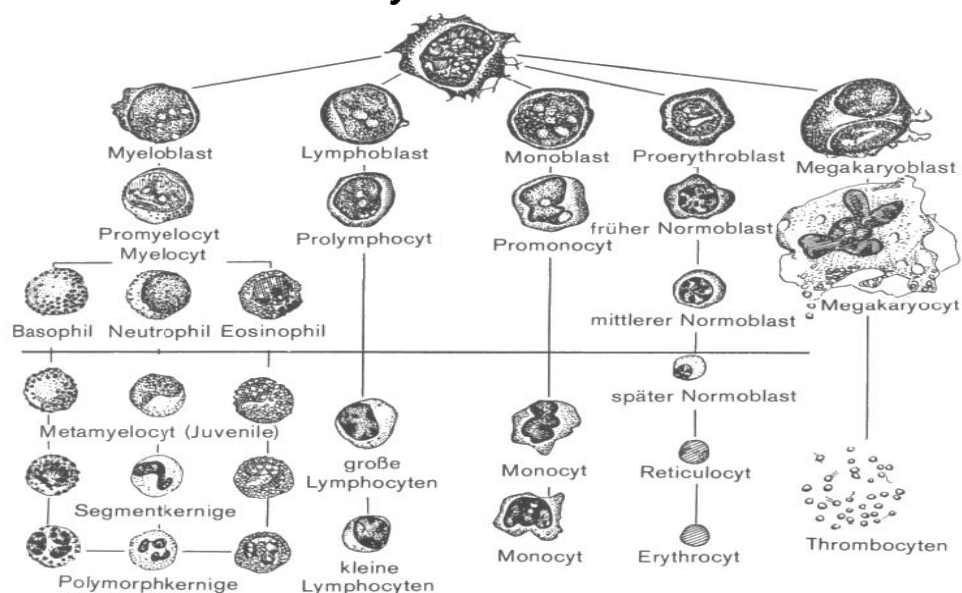 Myeloblast
Lymphoblast
Monoblast
Proerythroblast
Megakaryoblast
Promyelocyt
Myelocyt
Prolymphocyt
Promonocyt
früher Normoblast
Basophil
Neutrophil
Eosinophil
mittlerer Normoblast
Megakaryocyt
Metamyelocyt (Juvenile)
große
Lymphocyten
Monocyt
später Normoblast
Reticulocyt
Segmentkernige
Polymorphkernige
kleine
Lymphocyten
Monocyt
Erythrocyt
Thrombocyten